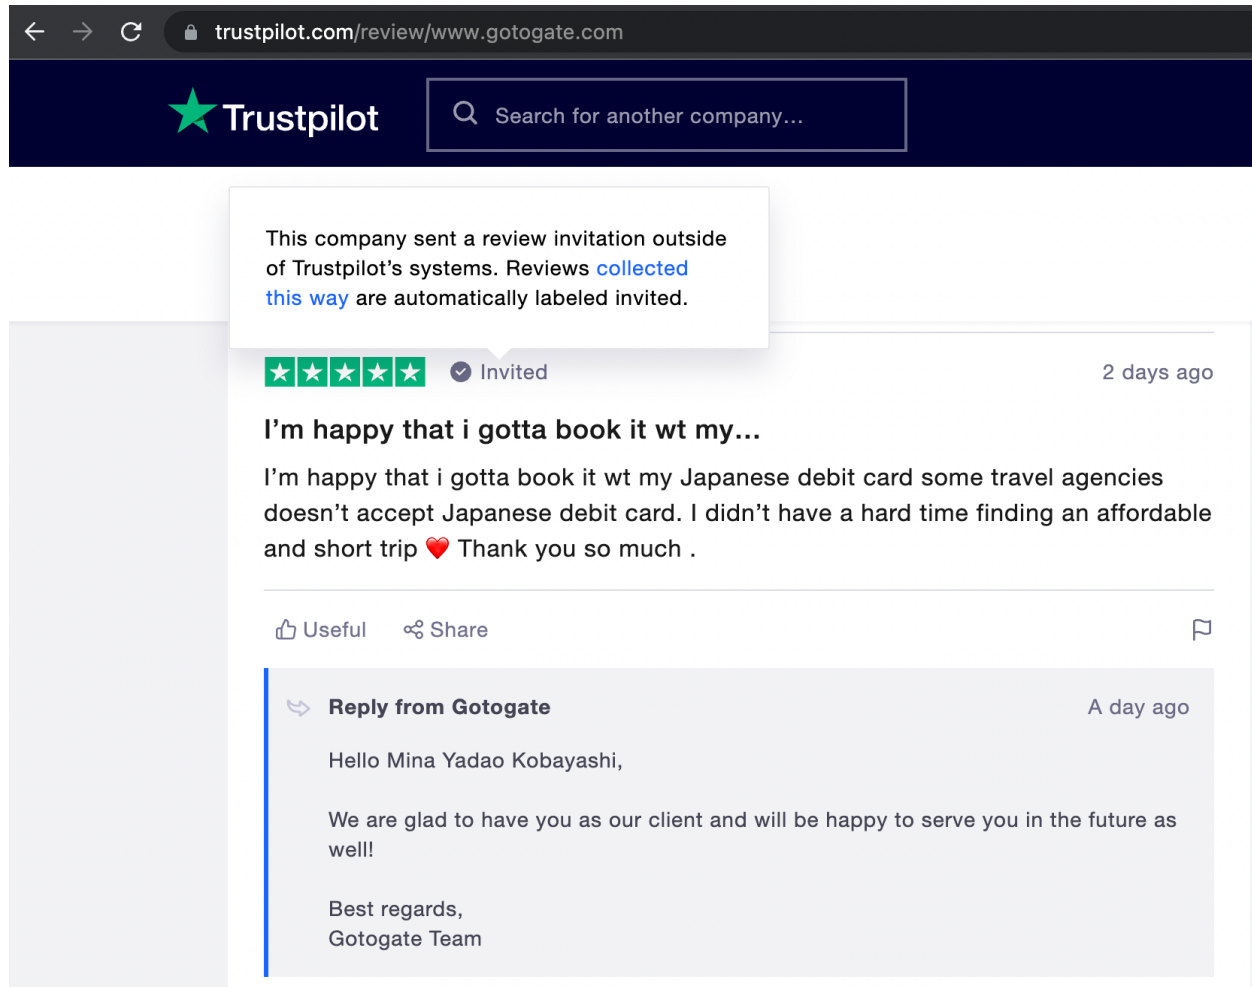 trustpilot.com/review/www.gotogate.com
Trustpilot
Search for another company...
This company sent a review invitation outside
of Trustpilot’s systems. Reviews collected
this way are automatically labeled invited.
Invited
2 days ago
I’m happy that i gotta book it wt my...
I’m happy that i gotta book it wt my Japanese debit card some travel agencies
doesn’t accept Japanese debit card. I didn’t have a hard time finding an affordable
and short trip ❤️ Thank you so much .
Useful
Share
Reply from Gotogate
A day ago
Hello Mina Yadao Kobayashi,
We are glad to have you as our client and will be happy to serve you in the future as
well!
Best regards,
Gotogate Team